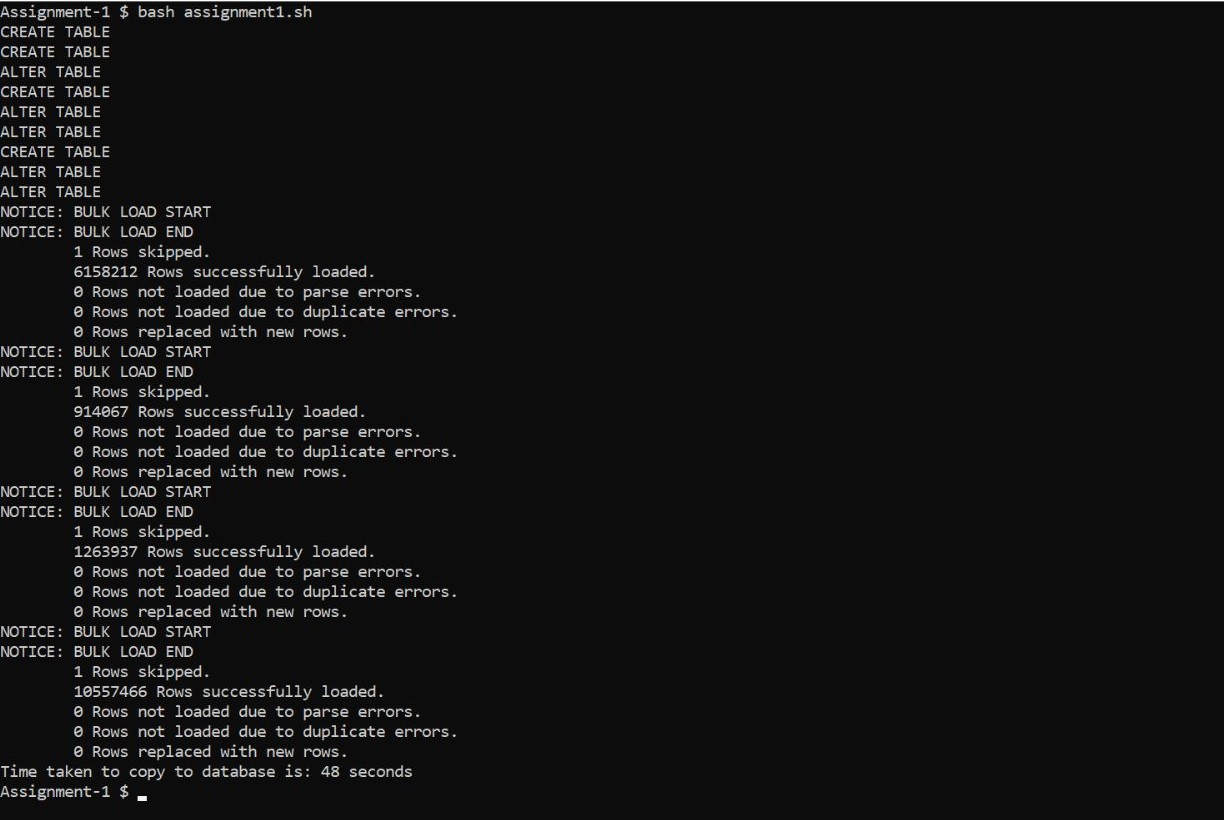 Assignment-1 $ bash assignment1.sh
CREATE TABLE
CREATE TABLE
ALTER TABLE
CREATE TABLE
ALTER TABLE
ALTER TABLE
CREATE TABLE
ALTER TABLE
ALTER TABLE
NOTICE: BULK LOAD START
NOTICE: BULK LOAD END
        1 Rows skipped.
        6158212 Rows successfully loaded.
        0 Rows not loaded due to parse errors.
        0 Rows not loaded due to duplicate errors.
        0 Rows replaced with new rows.
NOTICE: BULK LOAD START
NOTICE: BULK LOAD END
        1 Rows skipped.
        914067 Rows successfully loaded.
        0 Rows not loaded due to parse errors.
        0 Rows not loaded due to duplicate errors.
        0 Rows replaced with new rows.
NOTICE: BULK LOAD START
NOTICE: BULK LOAD END
        1 Rows skipped.
        1263937 Rows successfully loaded.
        0 Rows not loaded due to parse errors.
        0 Rows not loaded due to duplicate errors.
        0 Rows replaced with new rows.
NOTICE: BULK LOAD START
NOTICE: BULK LOAD END
        1 Rows skipped.
        10557466 Rows successfully loaded.
        0 Rows not loaded due to parse errors.
        0 Rows not loaded due to duplicate errors.
        0 Rows replaced with new rows.
Time taken to copy to database is: 48 seconds
Assignment-1 $